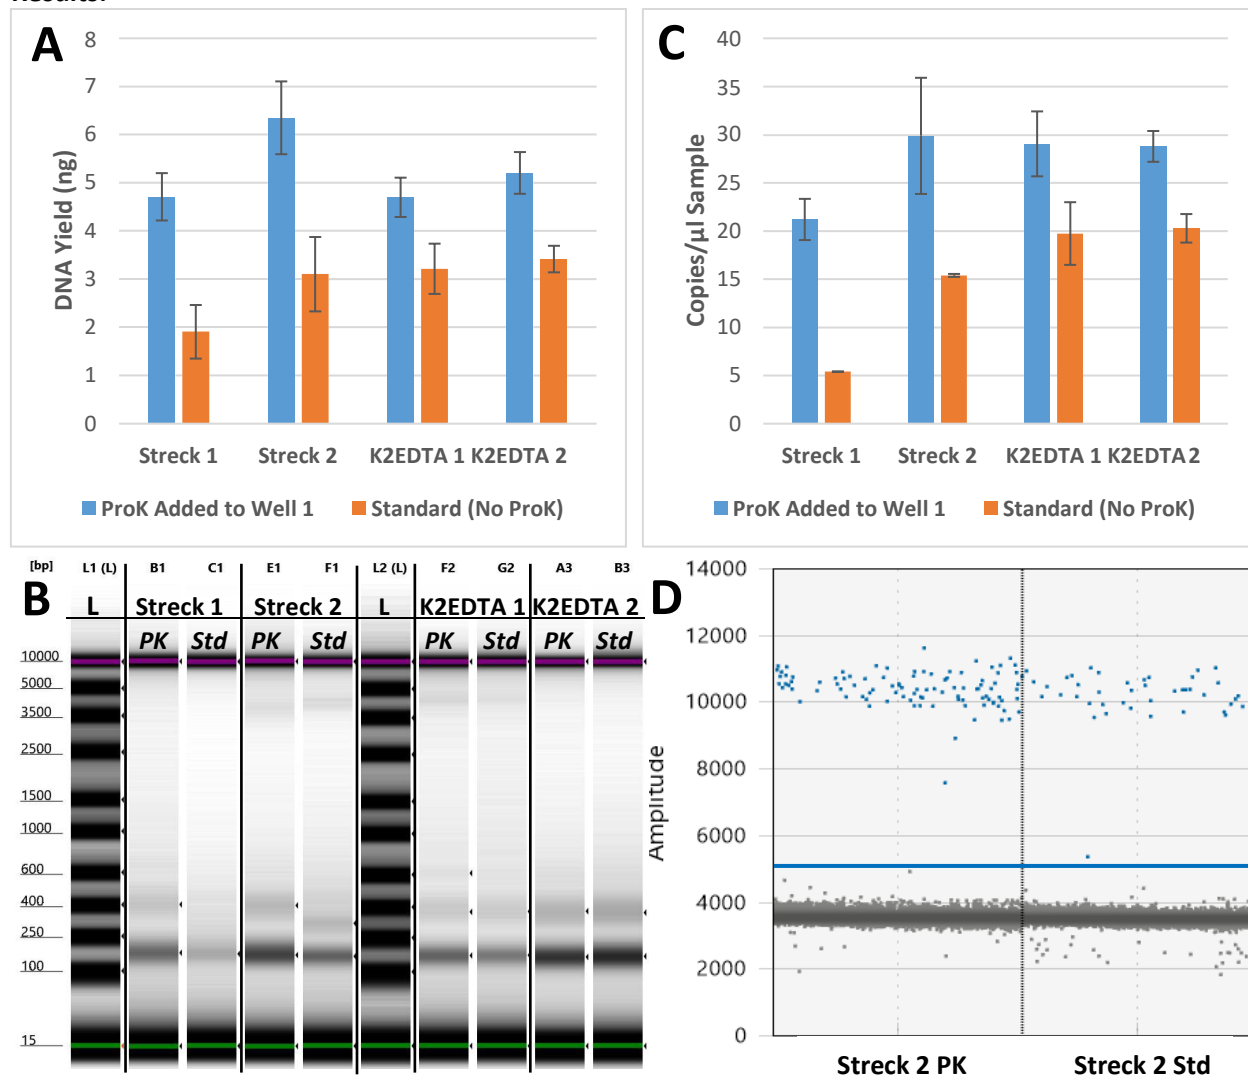 Results:
A
8
7
6
5
4
3
2
1
0
DNA Yield (ng)
Streck 1 Streck 2 K2EDTA 1 K2EDTA 2
ProK Added to Well 1 Standard (No ProK)
C
40
35
30
25
20
15
10
5
0
Copies/µl Sample
Streck 1 Streck 2 K2EDTA 1 K2EDTA 2
ProK Added to Well 1 Standard (No ProK)
B
[bp] L1 (L) B1 C1 E1 F1 L2 (L) F2 G2 A3 B3
L Streck 1 Streck 2 L K2EDTA 1 K2EDTA 2
PK Std PK Std PK Std PK Std
10000
5000
3500
2500
1500
1000
600
400
250
100
15
D
14000
12000
10000
8000
6000
4000
2000
0
Amplitude
Streck 2 PK Streck 2 Std